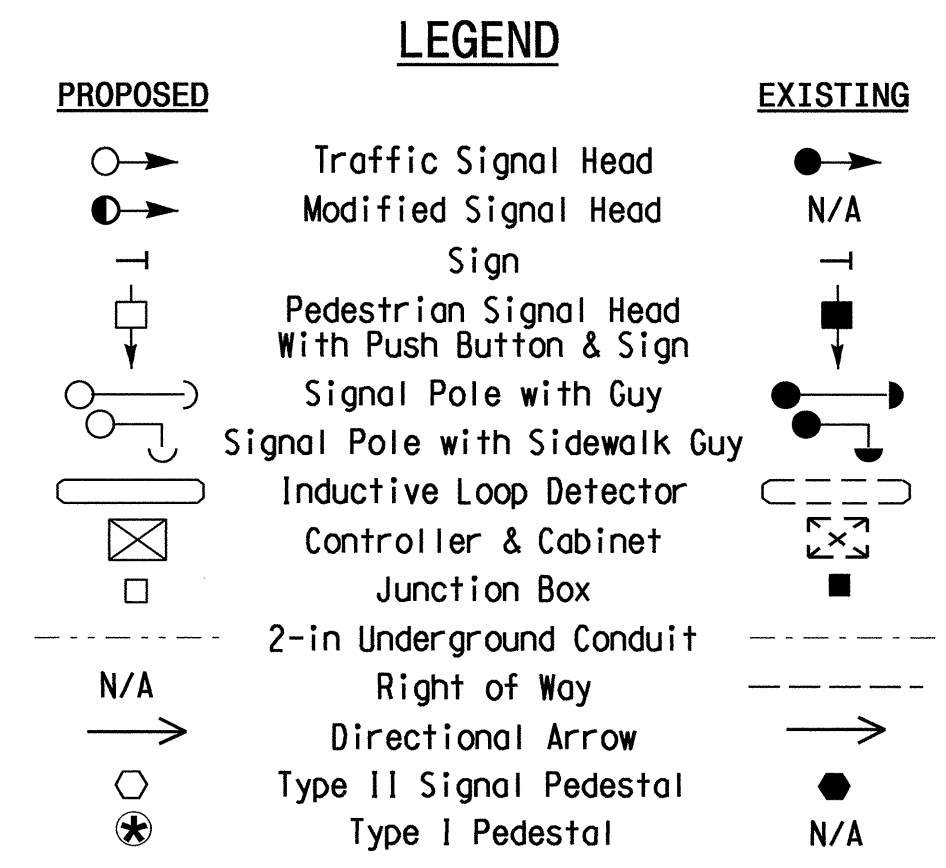 LEGEND
PROPOSED EXISTING
Traffic Signal Head
Modified Signal Head N/A
Sign
Pedestrian Signal Head
With Push Button & Sign
Signal Pole with Guy
Signal Pole with Sidewalk Guy
Inductive Loop Detector
Controller & Cabinet
Junction Box
2-in Underground Conduit
N/A Right of Way
Directional Arrow
Type II Signal Pedestal
Type I Pedestal N/A